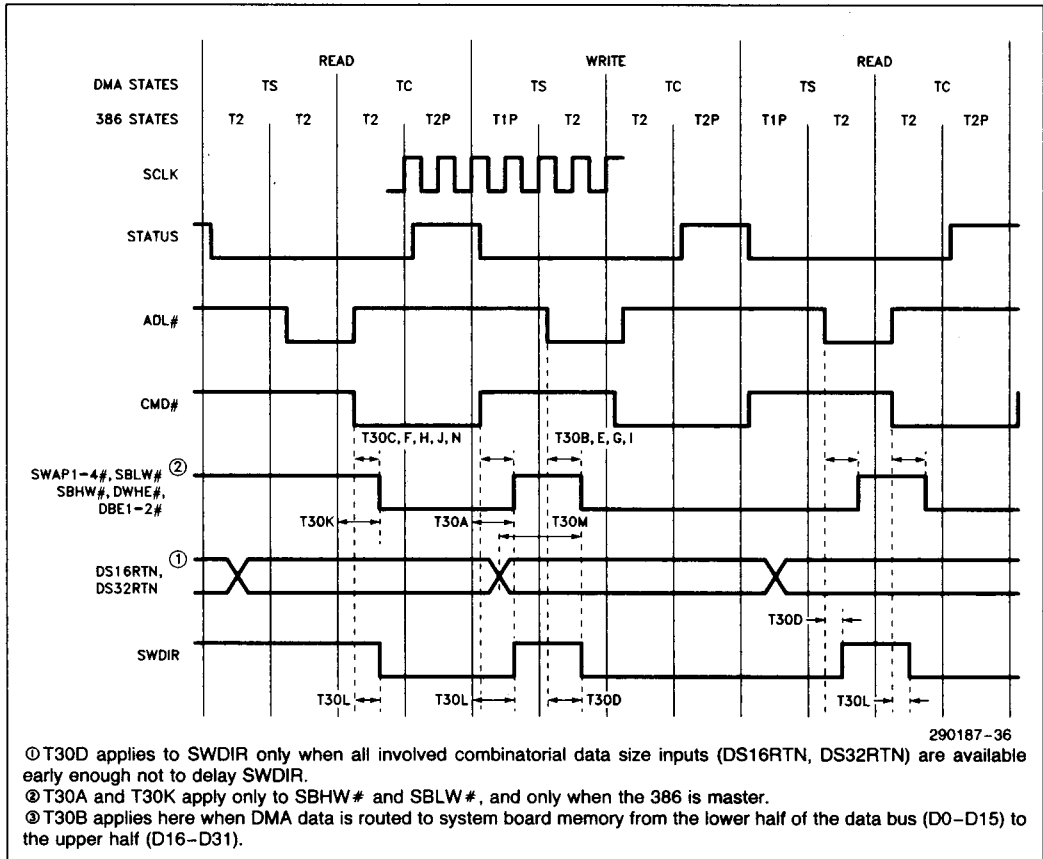 READ WRITE READ
DMA STATES TS TC TS TC TS TC
386 STATES T2 T2 T2 T2P T1P T2 T2 T2P T1P T2 T2 T2P
SCLK
STATUS
ADL#
CMD#
T30C, F, H, J, N T30B, E, G, I
SWAP1-4#, SBLW# ②
SBHW#, DWHE#,
DBE1-2#
T30K T30A T30M
DS16RTN, ①
DS32RTN
T30D
SWDIR
T30L T30L T30D T30L
290187-36
①T30D applies to SWDIR only when all involved combinatorial data size inputs (DS16RTN, DS32RTN) are available
early enough not to delay SWDIR.
②T30A and T30K apply only to SBHW# and SBLW#, and only when the 386 is master.
③T30B applies here when DMA data is routed to system board memory from the lower half of the data bus (D0–D15) to
the upper half (D16–D31).